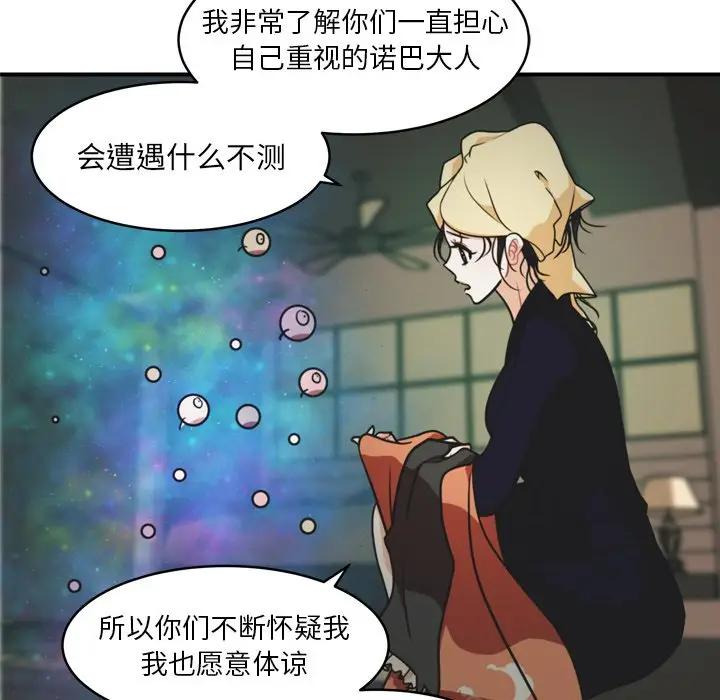 我非常了解你们一直担心
自己重视的诺巴大人
会遭遇什么不测
所以你们不断怀疑我
我也愿意体谅